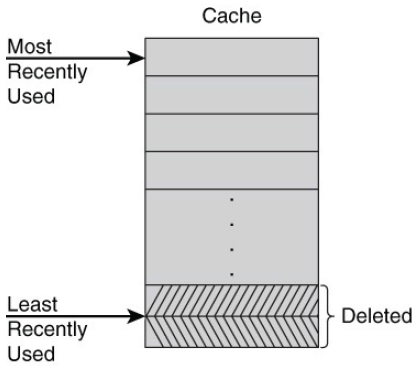 Cache
Most
Recently
Used
Least
Recently
Used
Deleted